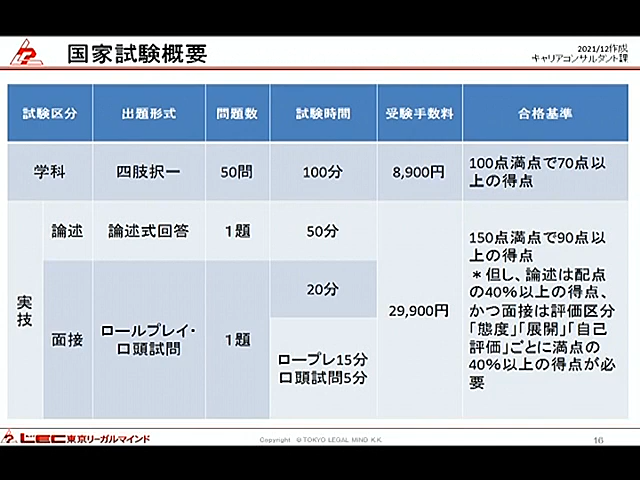 国家試験概要
2021/12作成
キャリアコンサルタント課
試験区分 出題形式 問題数 試験時間 受験手数料 合格基準
学科 四肢択一 50問 100分 8,900円 100点満点で70点以
上の得点
実技
論述 論述式回答 1題 50分
面接 ロールプレイ・
口頭試問 1題 20分
ロープレ15分
口頭試問5分
29,900円
150点満点で90点以
上の得点
*但し、論述は配点
の40%以上の得点、
かつ面接は評価区分
「態度」「展開」「自己
評価」ごとに満点の
40%以上の得点が必
要
LEC東京リーガルマインド
Copyright © TOKYO LEGAL MIND K.K.
16